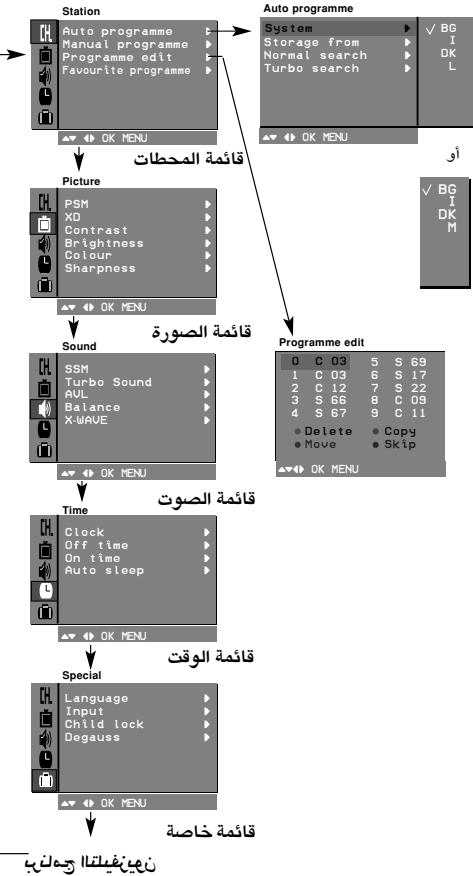 Station
CH.
Auto programme
Manual programme
Programme edit
Favourite programme
OK MENU
قائمة المحطات
Auto programme
System
Storage from
Normal search
Turbo search
✓ BG
I
DK
L
OK MENU
أو
✓ BG
I
DK
M
Picture
CH.
PSM
XD
Contrast
Brightness
Colour
Sharpness
OK MENU
قائمة الصورة
Programme edit
0 C 03 5 S 69
1 C 03 6 S 17
2 C 12 7 S 22
3 S 66 8 C 09
4 S 67 9 C 11
Delete Copy
Move Skip
OK MENU
Sound
CH.
SSM
Turbo Sound
AVL
Balance
X-WAVE
OK MENU
قائمة الصوت
Time
CH.
Clock
Off time
On time
Auto sleep
OK MENU
قائمة الوقت
Special
CH.
Language
Input
Child lock
Degauss
OK MENU
قائمة خاصة